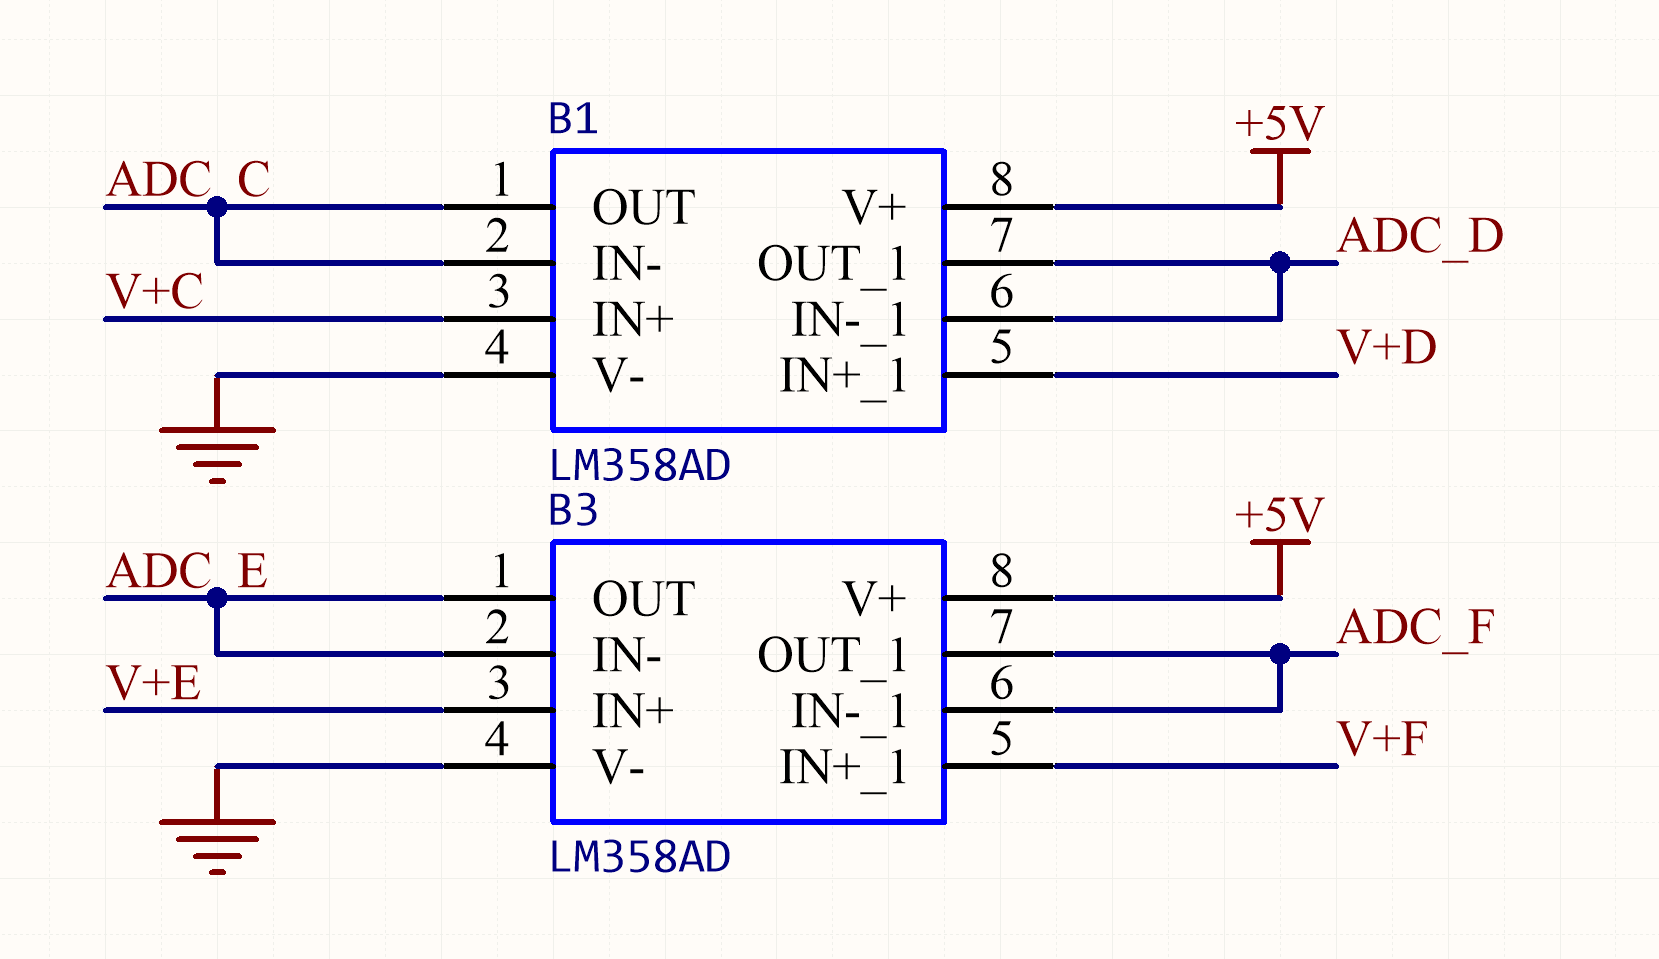 B1
+5V
ADC_C 1 OUT V+ 8
2 IN- OUT_1 7 ADC_D
V+C 3 IN+ IN-_1 6
4 V- IN+_1 5 V+D
LM358AD
B3
+5V
ADC_E 1 OUT V+ 8
2 IN- OUT_1 7 ADC_F
V+E 3 IN+ IN-_1 6
4 V- IN+_1 5 V+F
LM358AD